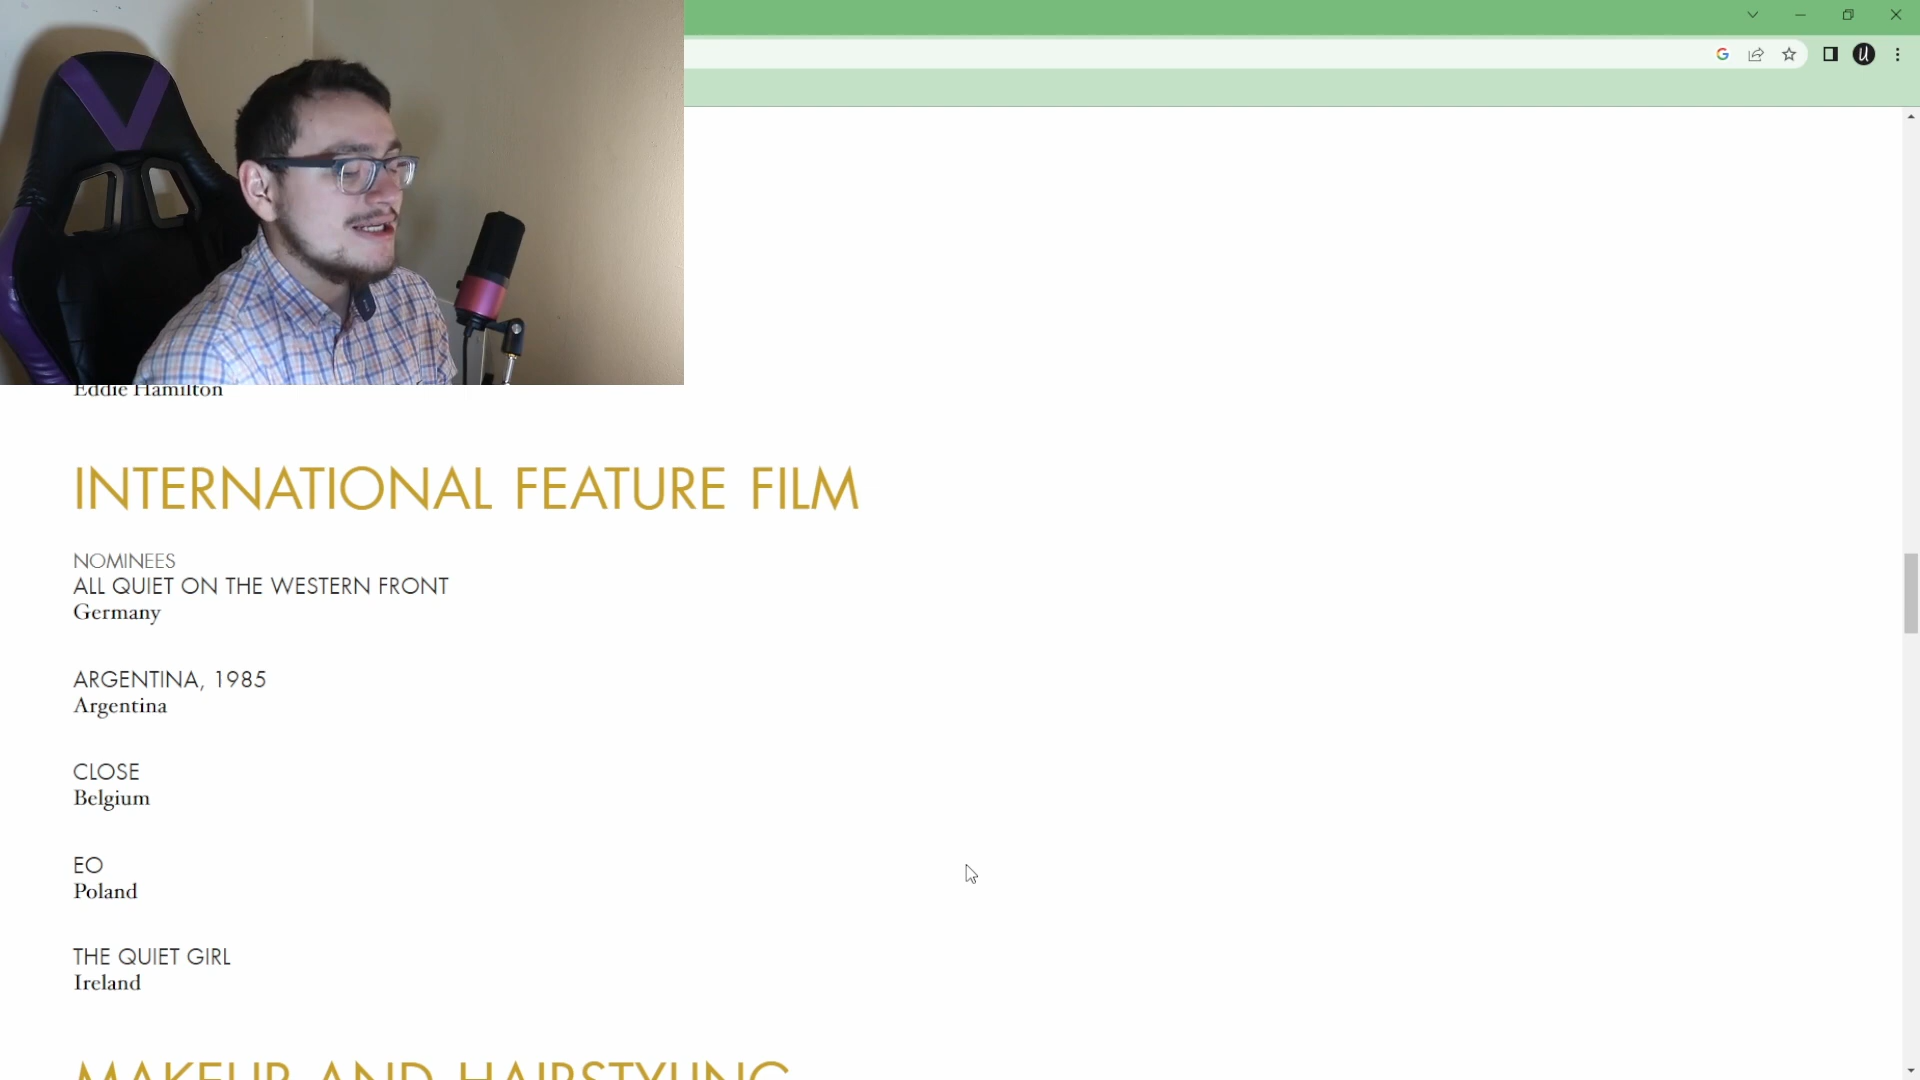 Eddie Hamilton
INTERNATIONAL FEATURE FILM
NOMINEES
ALL QUIET ON THE WESTERN FRONT
Germany
ARGENTINA, 1985
Argentina
CLOSE
Belgium
EO
Poland
THE QUIET GIRL
Ireland
MAKEUP AND HAIRSTYLING